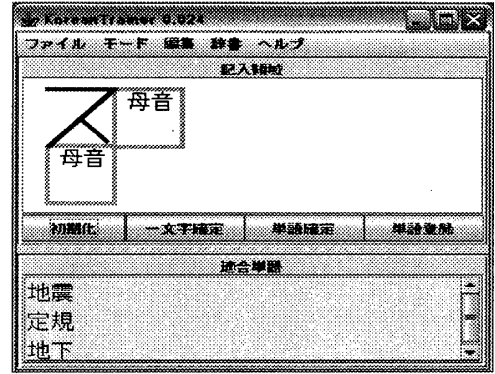 KoreanTrainer 0.024
ファイル モード 編集 辞書 ヘルプ
記入領域
ス 母音
母音
初期化 一文字確定 単語確定 単語登録
適合単語
地震
定規
地下